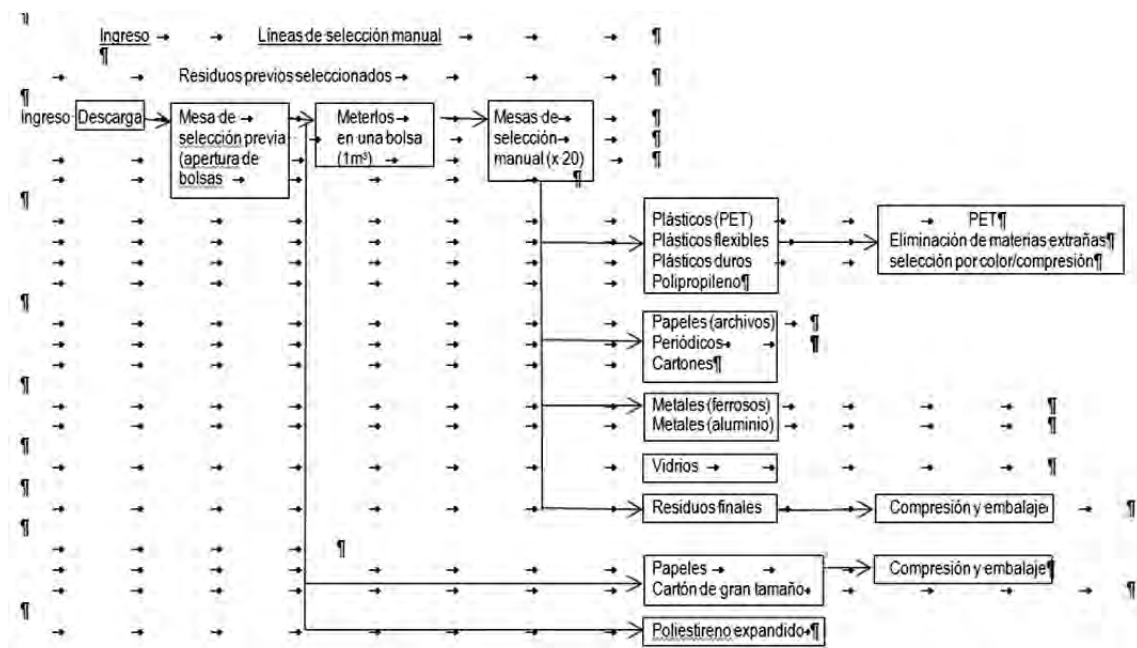 Ingreso Líneas de selección manual
Residuos previos seleccionados
Ingreso Descarga
Mesa de
selección previa
(apertura de
bolsas
Meterlos
en una bolsa
(1m³)
Mesas de
selección
manual (x 20)
Plásticos (PET)
Plásticos flexibles
Plásticos duros
Polipropileno
PET
Eliminación de materias extrañas
selección por color/compresión
Papeles (archivos)
Periódicos
Cartones
Metales (ferrosos)
Metales (aluminio)
Vidrios
Residuos finales
Compresión y embalaje
Papeles
Cartón de gran tamaño
Compresión y embalaje
Poliestireno expandido